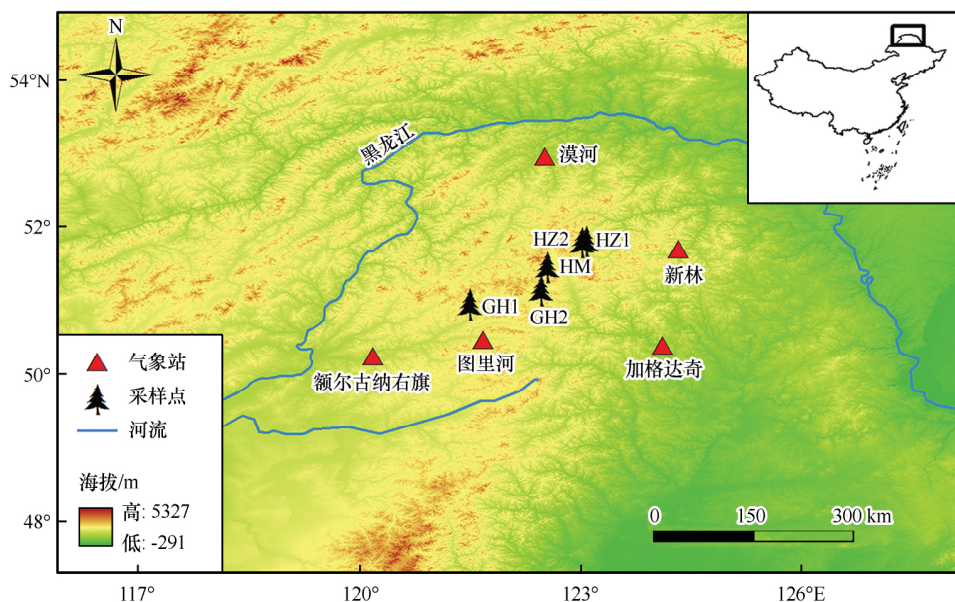 N
54°N
52°
50°
48°
117°
120°
123°
126°E
黑龙江
漠河
HZ2
HZ1
HM
新林
GH1
GH2
图里河
加格达奇
额尔古纳右旗
气象站
采样点
河流
海拔/m
高: 5327
低: -291
0 150 300 km